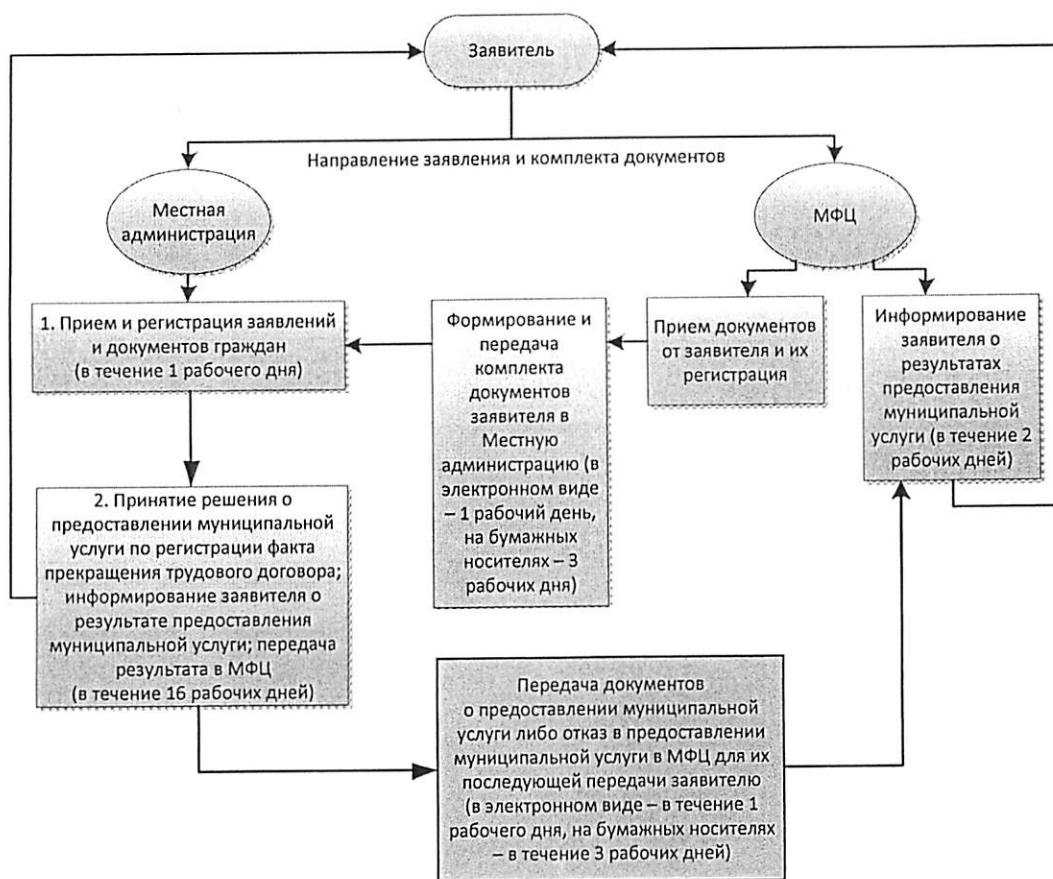 Заявитель
Направление заявления и комплекта документов
Местная
администрация
МФЦ
1. Прием и регистрация заявлений
и документов граждан
(в течение 1 рабочего дня)
Формирование и
передача
комплекта
документов
заявителя в
Местную
администрацию (в
электронном виде
– 1 рабочий день,
на бумажных
носителях – 3
рабочих дня)
Прием документов
от заявителя и их
регистрация
Информирование
заявителя о
результатах
предоставления
муниципальной
услуги (в течение 2
рабочих дней)
2. Принятие решения о
предоставлении муниципальной
услуги по регистрации факта
прекращения трудового договора;
информирование заявителя о
результате предоставления
муниципальной услуги; передача
результата в МФЦ
(в течение 16 рабочих дней)
Передача документов
о предоставлении муниципальной
услуги либо отказ в предоставлении
муниципальной услуги в МФЦ для их
последующей передачи заявителю
(в электронном виде – в течение 1
рабочего дня, на бумажных носителях
– в течение 3 рабочих дней)